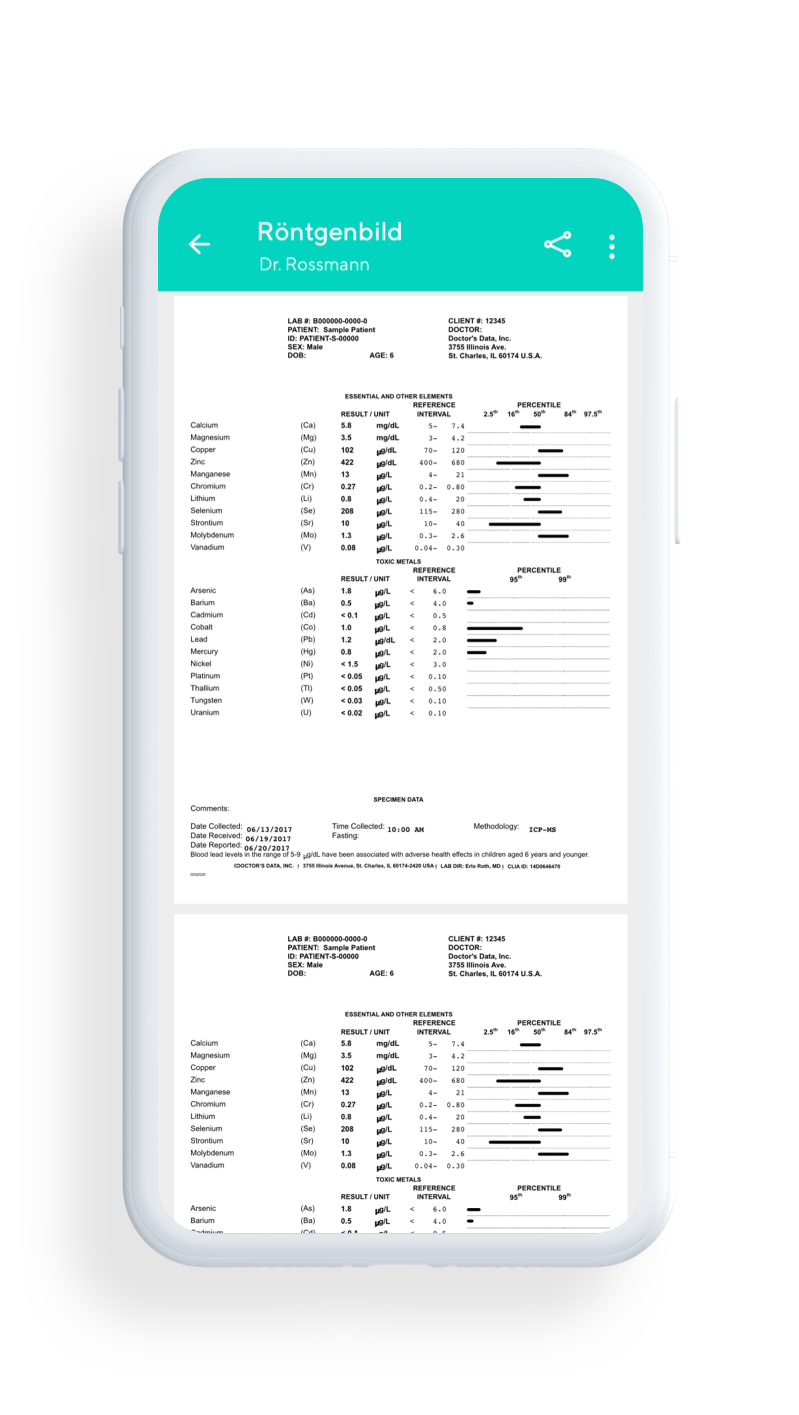 Röntgenbild
Dr. Rossmann
LAB #: B000000-0000-0 CLIENT #: 12345
PATIENT: Sample Patient DOCTOR:
ID: PATIENT-S-00000 Doctor's Data, Inc.
SEX: Male 3755 Illinois Ave.
DOB: AGE: 6 St. Charles, IL 60174 U.S.A.
ESSENTIAL AND OTHER ELEMENTS
REFERENCE PERCENTILE
RESULT / UNIT INTERVAL 2.5th 16th 50th 84th 97.5th
Calcium (Ca) 5.8 mg/dL 5- 7.4
Magnesium (Mg) 3.5 mg/dL 3- 4.2
Copper (Cu) 102 µg/dL 70- 120
Zinc (Zn) 422 µg/dL 400- 680
Manganese (Mn) 13 µg/L 4- 21
Chromium (Cr) 0.27 µg/L 0.2- 0.80
Lithium (Li) 0.8 µg/L 0.4- 20
Selenium (Se) 208 µg/L 115- 280
Strontium (Sr) 10 µg/L 10- 40
Molybdenum (Mo) 1.3 µg/L 0.3- 2.6
Vanadium (V) 0.08 µg/L 0.04- 0.30
TOXIC METALS
REFERENCE PERCENTILE
RESULT / UNIT INTERVAL 95th 99th
Arsenic (As) 1.8 µg/L < 6.0
Barium (Ba) 0.5 µg/L < 4.0
Cadmium (Cd) < 0.1 µg/L < 0.5
Cobalt (Co) 1.0 µg/L < 0.8
Lead (Pb) 1.2 µg/dL < 2.0
Mercury (Hg) 0.8 µg/L < 2.0
Nickel (Ni) < 1.5 µg/L < 3.0
Platinum (Pt) < 0.05 µg/L < 0.10
Thallium (Tl) < 0.05 µg/L < 0.50
Tungsten (W) < 0.03 µg/L < 0.10
Uranium (U) < 0.02 µg/L < 0.10
SPECIMEN DATA
Comments:
Date Collected: 06/13/2017 Time Collected: 10:00 AM Methodology: ICP-MS
Date Received: 06/19/2017 Fasting:
Date Reported: 06/20/2017
Blood lead levels in the range of 5-9 µg/dL have been associated with adverse health effects in children aged 6 years and younger.
©DOCTOR'S DATA, INC. ¦ 3755 Illinois Avenue, St. Charles, IL 60174-2420 USA ¦ LAB DIR: Erlo Roth, MD ¦ CLIA ID: 14D0646470
LAB #: B000000-0000-0 CLIENT #: 12345
PATIENT: Sample Patient DOCTOR:
ID: PATIENT-S-00000 Doctor's Data, Inc.
SEX: Male 3755 Illinois Ave.
DOB: AGE: 6 St. Charles, IL 60174 U.S.A.
ESSENTIAL AND OTHER ELEMENTS
REFERENCE PERCENTILE
RESULT / UNIT INTERVAL 2.5th 16th 50th 84th 97.5th
Calcium (Ca) 5.8 mg/dL 5- 7.4
Magnesium (Mg) 3.5 mg/dL 3- 4.2
Copper (Cu) 102 µg/dL 70- 120
Zinc (Zn) 422 µg/dL 400- 680
Manganese (Mn) 13 µg/L 4- 21
Chromium (Cr) 0.27 µg/L 0.2- 0.80
Lithium (Li) 0.8 µg/L 0.4- 20
Selenium (Se) 208 µg/L 115- 280
Strontium (Sr) 10 µg/L 10- 40
Molybdenum (Mo) 1.3 µg/L 0.3- 2.6
Vanadium (V) 0.08 µg/L 0.04- 0.30
TOXIC METALS
REFERENCE PERCENTILE
RESULT / UNIT INTERVAL 95th 99th
Arsenic (As) 1.8 µg/L < 6.0
Barium (Ba) 0.5 µg/L < 4.0
Cadmium (Cd) < 0.1 µg/L < 0.5